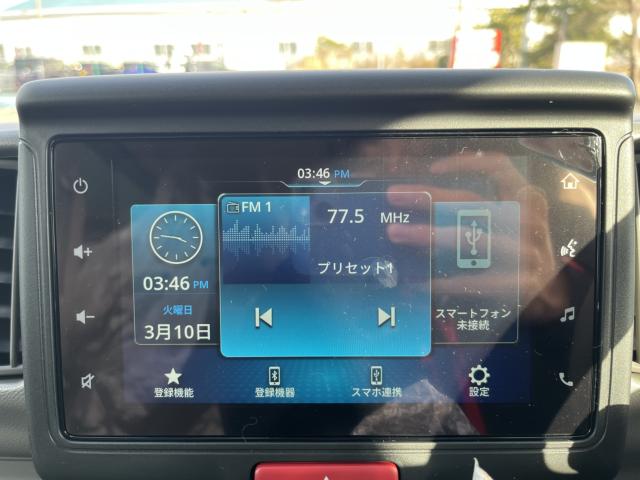 03:46 PM
FM 1
77.5 MHz
プリセット1
03:46 PM
火曜日
3月10日
スマートフォン
未接続
登録機能
登録機器
スマホ連携
設定